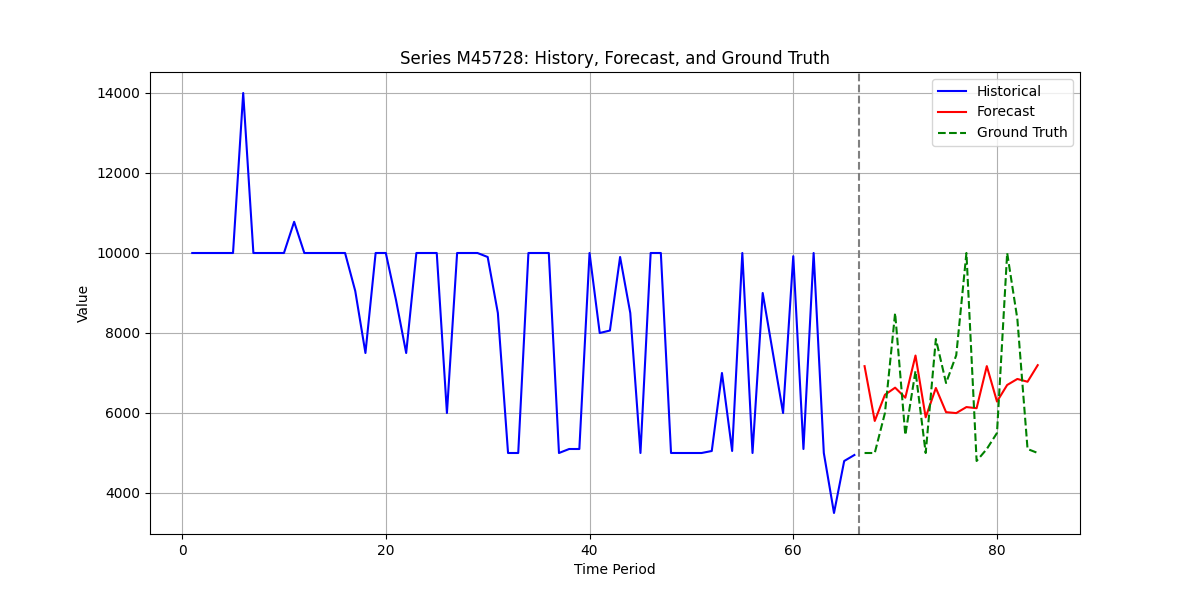 Series M45728: History, Forecast, and Ground Truth
Historical
Forecast
Ground Truth
14000
12000
10000
8000
6000
4000
Value
0 20 40 60 80
Time Period